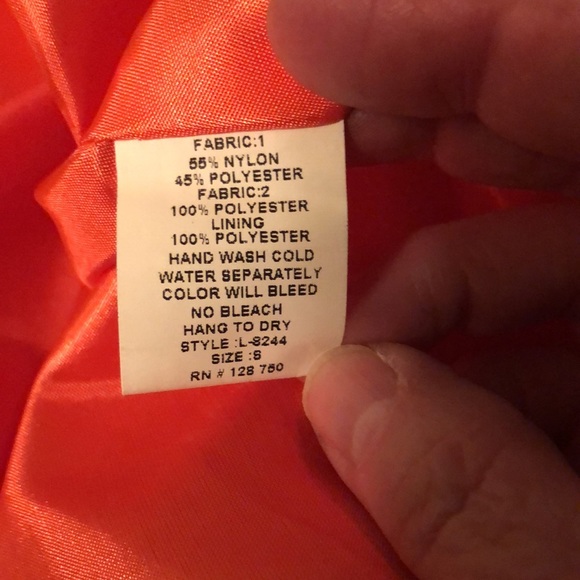 FABRIC:1
55% NYLON
45% POLYESTER
FABRIC:2
100% POLYESTER
LINING
100% POLYESTER
HAND WASH COLD
WATER SEPARATELY
COLOR WILL BLEED
NO BLEACH
HANG TO DRY
STYLE :L-8244
SIZE :S
RN # 128 750